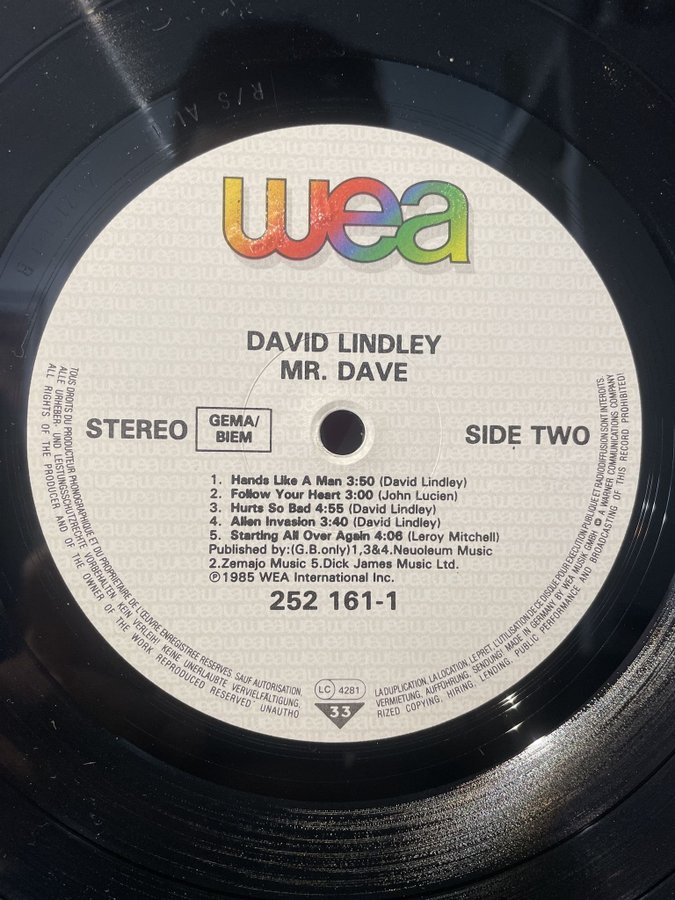 R/S AL
wea
DAVID LINDLEY
MR. DAVE
STEREO
GEMA/
BIEM
SIDE TWO
1. Hands Like A Man 3:50 (David Lindley)
2. Follow Your Heart 3:00 (John Lucien)
3. Hurts So Bad 4:55 (David Lindley)
4. Alien Invasion 3:40 (David Lindley)
5. Starting All Over Again 4:06 (Leroy Mitchell)
Published by:(G.B.only)1,3&4.Neuoleum Music
2.Zemajo Music 5.Dick James Music Ltd.
℗1985 WEA International Inc.
252 161-1
LC 4281
33
TOUS DROITS DU PRODUCTEUR PHONOGRAPHIQUE ET DU PROPRIETAIRE DE L'ŒUVRE ENREGISTREE RESERVES. SAUF AUTORISATION,
LA DUPLICATION, LA LOCATION, LE PRET, L'UTILISATION DE CE DISQUE POUR EXECUTION PUBLIQUE ET RADIODIFFUSION SONT INTERDITS.
ALLE URHEBER- UND LEISTUNGSSCHUTZRECHTE VORBEHALTEN. KEIN VERLEIH! KEINE UNERLAUBTE VERVIELFÄLTIGUNG,
VERMIETUNG, AUFFÜHRUNG, SENDUNG! MADE IN GERMANY BY WEA MUSIK GMBH A WARNER COMMUNICATIONS COMPANY
ALL RIGHTS OF THE PRODUCER AND OF THE OWNER OF THE WORK REPRODUCED RESERVED UNAUTHO
RIZED COPYING, HIRING, LENDING, PUBLIC PERFORMANCE AND BROADCASTING OF THIS RECORD PROHIBITED!